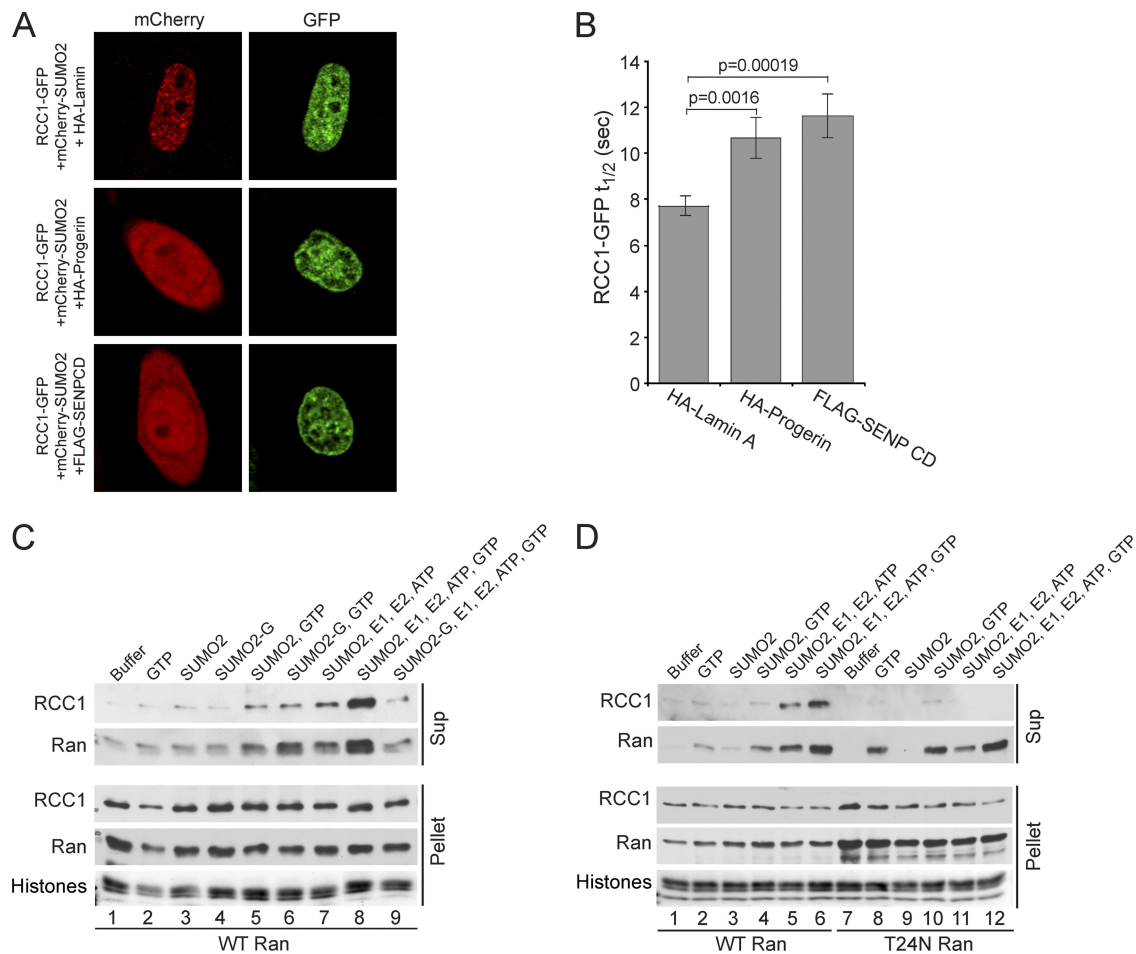 A
mCherry
GFP
RCC1-GFP
+mCherry-SUMO2
+ HA-Lamin
RCC1-GFP
+mCherry-SUMO2
+HA-Progerin
RCC1-GFP
+mCherry-SUMO2
+FLAG-SENPCD
B
RCC1-GFP t1/2 (sec)
14
12
10
8
6
4
2
0
p=0.00019
p=0.0016
HA-Lamin A
HA-Progerin
FLAG-SENP CD
C
Buffer
GTP
SUMO2
SUMO2-G
SUMO2, GTP
SUMO2-G, GTP
SUMO2, E1, E2, ATP
SUMO2, E1, E2, ATP, GTP
SUMO2-G, E1, E2, ATP, GTP
RCC1
Ran
Sup
RCC1
Ran
Histones
Pellet
1 2 3 4 5 6 7 8 9
WT Ran
D
Buffer
GTP
SUMO2
SUMO2, GTP
SUMO2, E1, E2, ATP
SUMO2, E1, E2, ATP, GTP
Buffer
GTP
SUMO2
SUMO2, GTP
SUMO2, E1, E2, ATP
SUMO2, E1, E2, ATP, GTP
RCC1
Ran
Sup
RCC1
Ran
Histones
Pellet
1 2 3 4 5 6 7 8 9 10 11 12
WT Ran
T24N Ran